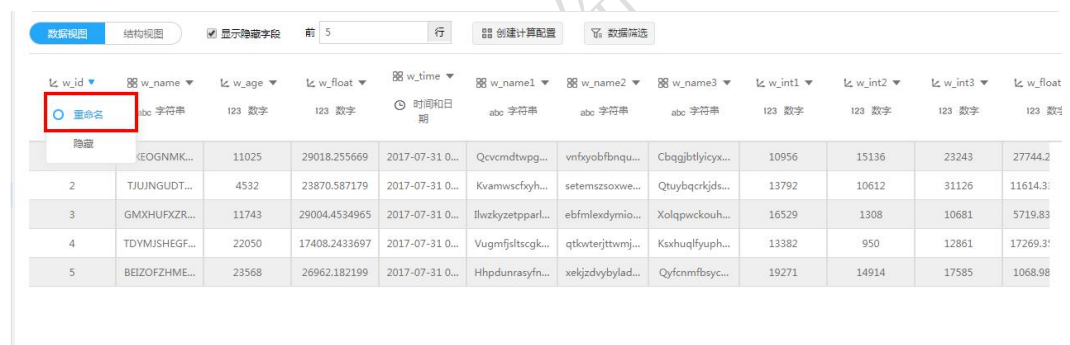 数据视图 结构视图 显示隐藏字段 前 5 行 创建计算配置 数据筛选
w_id w_name w_age w_float w_time w_name1 w_name2 w_name3 w_int1 w_int2 w_int3 w_float
重命名 abc 字符串 123 数字 123 数字 时间和日期 abc 字符串 abc 字符串 abc 字符串 123 数字 123 数字 123 数字 123 数字
隐藏
KEOGNMK... 11025 29018.255669 2017-07-31 0... Qcvcmdtwpg... vnfxyobfbnqu... Cbqgjbtlyicyx... 10956 15136 23243 27744.2
2 TJUJNGUDT... 4532 23870.587179 2017-07-31 0... Kvamwscfxyh... setemszsoxwe... Qtuybqcrkjds... 13792 10612 31126 11614.3
3 GMXHUFXZR... 11743 29004.4534965 2017-07-31 0... Ilwzkyzetpparl... ebfmlexdymio... Xolqpwckouh... 16529 1308 10681 5719.83
4 TDYMJSHEGF... 22050 17408.2433697 2017-07-31 0... Vugmfjsltscgk... qtkwterjttwmj... Ksxhuqlfyuph... 13382 950 12861 17269.3
5 BEIZOFZHME... 23568 26962.182199 2017-07-31 0... Hhpdunrasyfn... xekjzdvybylad... Qyfcnmfbsyc... 19271 14914 17585 1068.98